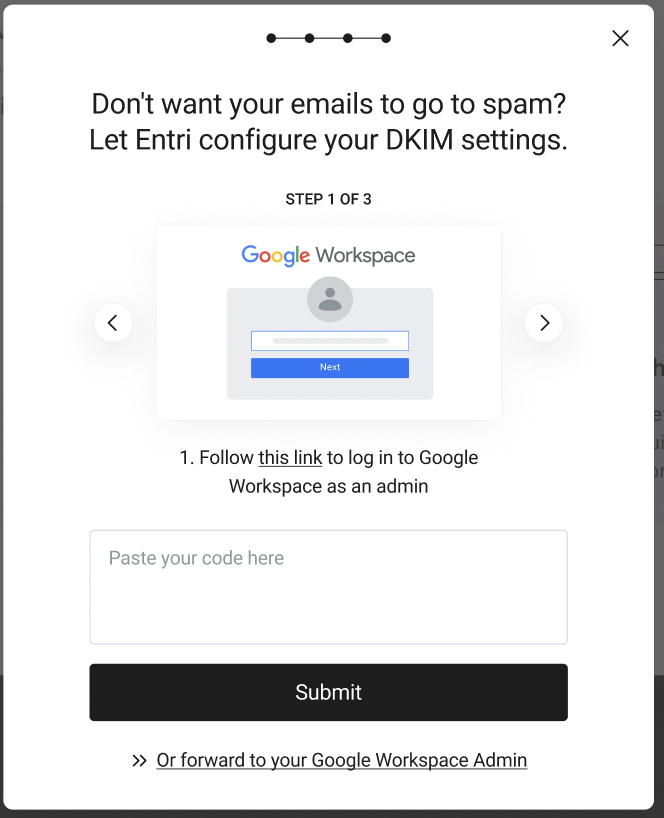 Don't want your emails to go to spam?
Let Entri configure your DKIM settings.
STEP 1 OF 3
Google Workspace
Next
1. Follow this link to log in to Google
Workspace as an admin
Paste your code here
Submit
Or forward to your Google Workspace Admin